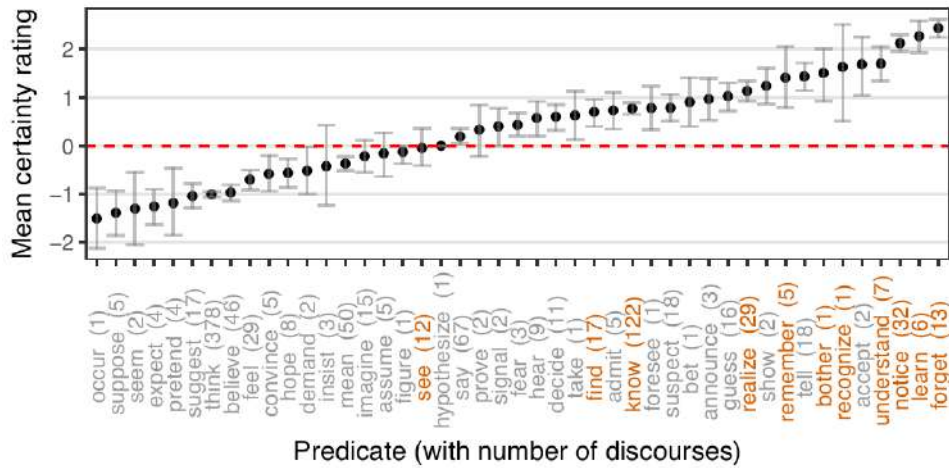 Mean certainty rating
2
1
0
−1
−2
occur (1)
suppose (5)
seem (2)
expect (4)
pretend (4)
suggest (17)
think (378)
believe (46)
feel (29)
convince (5)
hope (8)
demand (2)
insist (3)
mean (50)
imagine (15)
assume (5)
figure (1)
see (12)
hypothesize (1)
say (67)
prove (2)
signal (2)
fear (3)
hear (9)
decide (11)
take (1)
find (17)
admit (5)
know (122)
foresee (1)
suspect (18)
bet (1)
announce (3)
guess (16)
realize (29)
show (2)
remember (5)
tell (18)
bother (1)
recognize (1)
accept (2)
understand (7)
notice (32)
learn (6)
forget (13)
Predicate (with number of discourses)